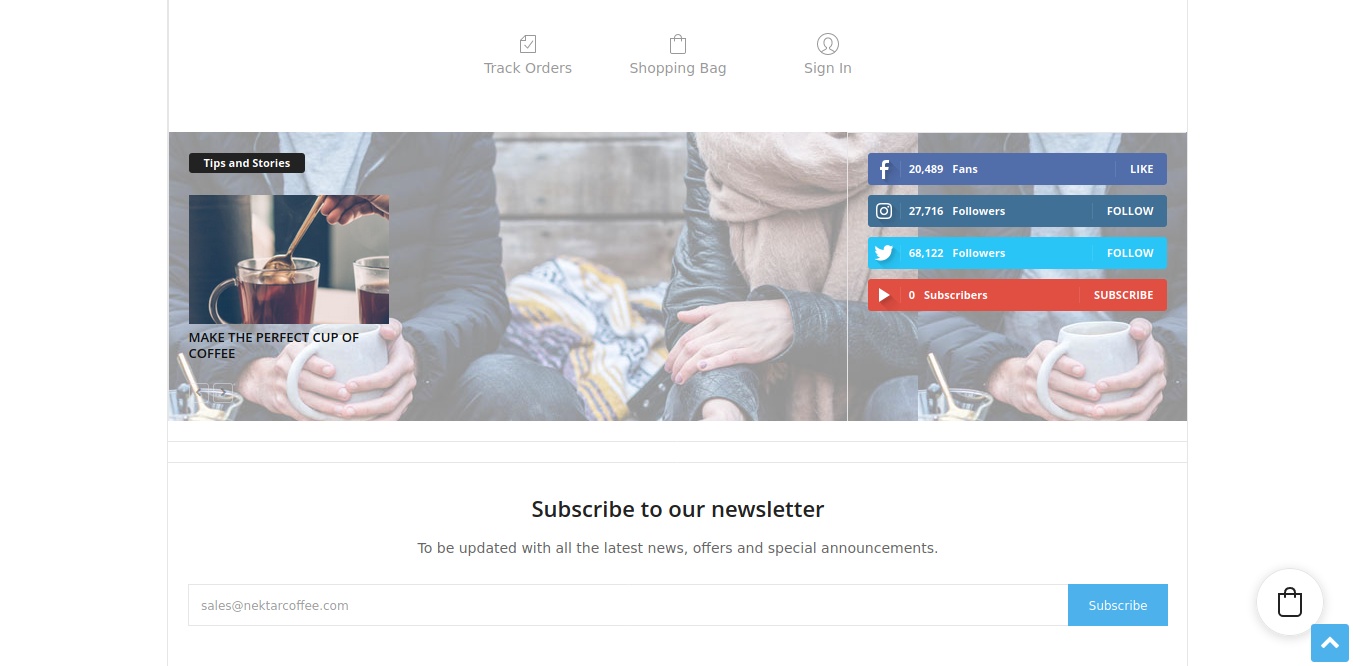 Track Orders
Shopping Bag
Sign In
Tips and Stories
MAKE THE PERFECT CUP OF
COFFEE
20,489 Fans LIKE
27,716 Followers FOLLOW
68,122 Followers FOLLOW
0 Subscribers SUBSCRIBE
Subscribe to our newsletter
To be updated with all the latest news, offers and special announcements.
sales@nektarcoffee.com
Subscribe